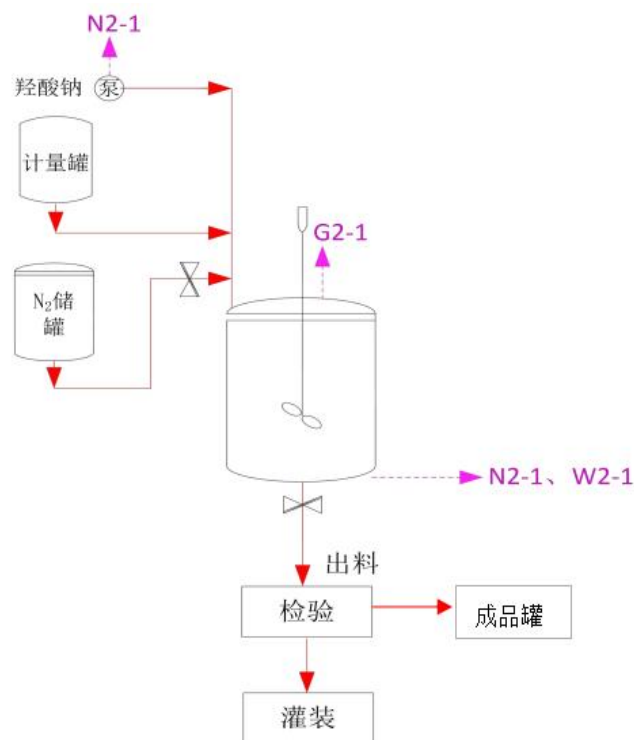 N2-1
羟酸钠
泵
计量罐
G2-1
N₂储
罐
N2-1、W2-1
出料
检验
成品罐
灌装